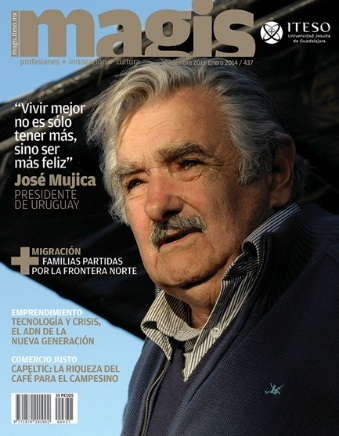 magis.iteso.mx
magis
ITESO
Universidad Jesuita
de Guadalajara
profesiones + innovación + cultura
Diciembre 2013-Enero 2014 / 437
“Vivir mejor
no es sólo
tener más,
sino ser
más feliz”
José Mujica
PRESIDENTE
DE URUGUAY
+
MIGRACIÓN
FAMILIAS PARTIDAS
POR LA FRONTERA NORTE
EMPRENDIMIENTO
TECNOLOGÍA Y CRISIS,
EL ADN DE LA
NUEVA GENERACIÓN
COMERCIO JUSTO
CAPELTIC: LA RIQUEZA DEL
CAFÉ PARA EL CAMPESINO
35 PESOS